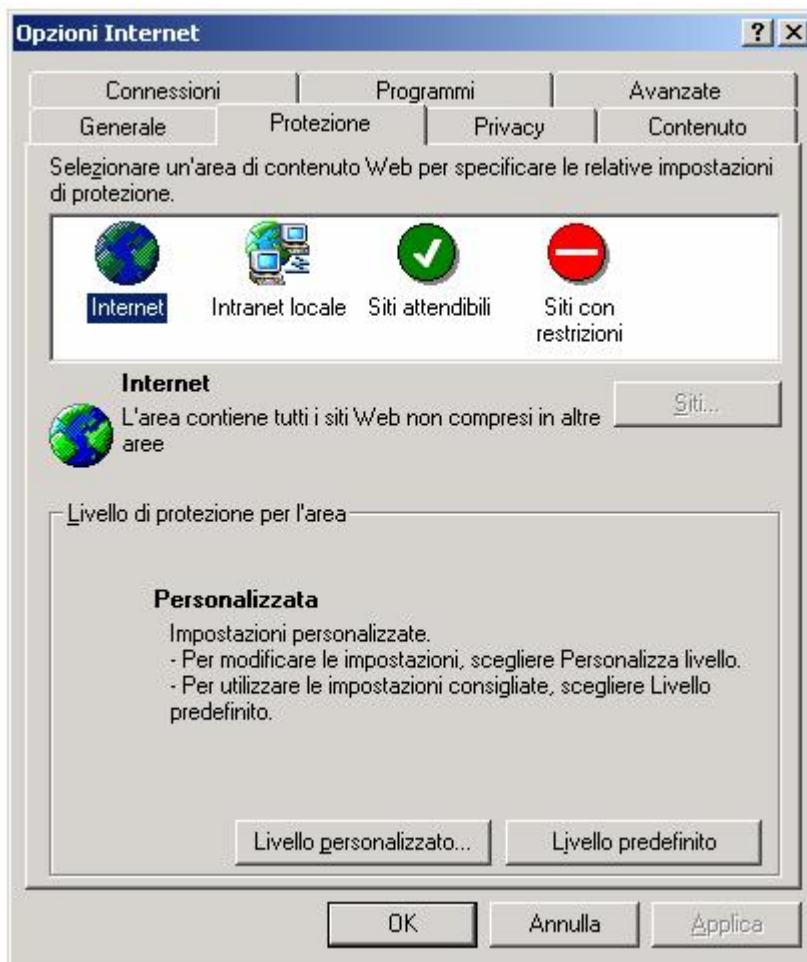 Opzioni Internet
Connessioni Programmi Avanzate
Generale Protezione Privacy Contenuto
Selezionare un'area di contenuto Web per specificare le relative impostazioni
di protezione.
Internet Intranet locale Siti attendibili Siti con
restrizioni
Internet
L'area contiene tutti i siti Web non compresi in altre
aree
Siti...
Livello di protezione per l'area
Personalizzata
Impostazioni personalizzate.
- Per modificare le impostazioni, scegliere Personalizza livello.
- Per utilizzare le impostazioni consigliate, scegliere Livello
predefinito.
Livello personalizzato... Livello predefinito
OK Annulla Applica